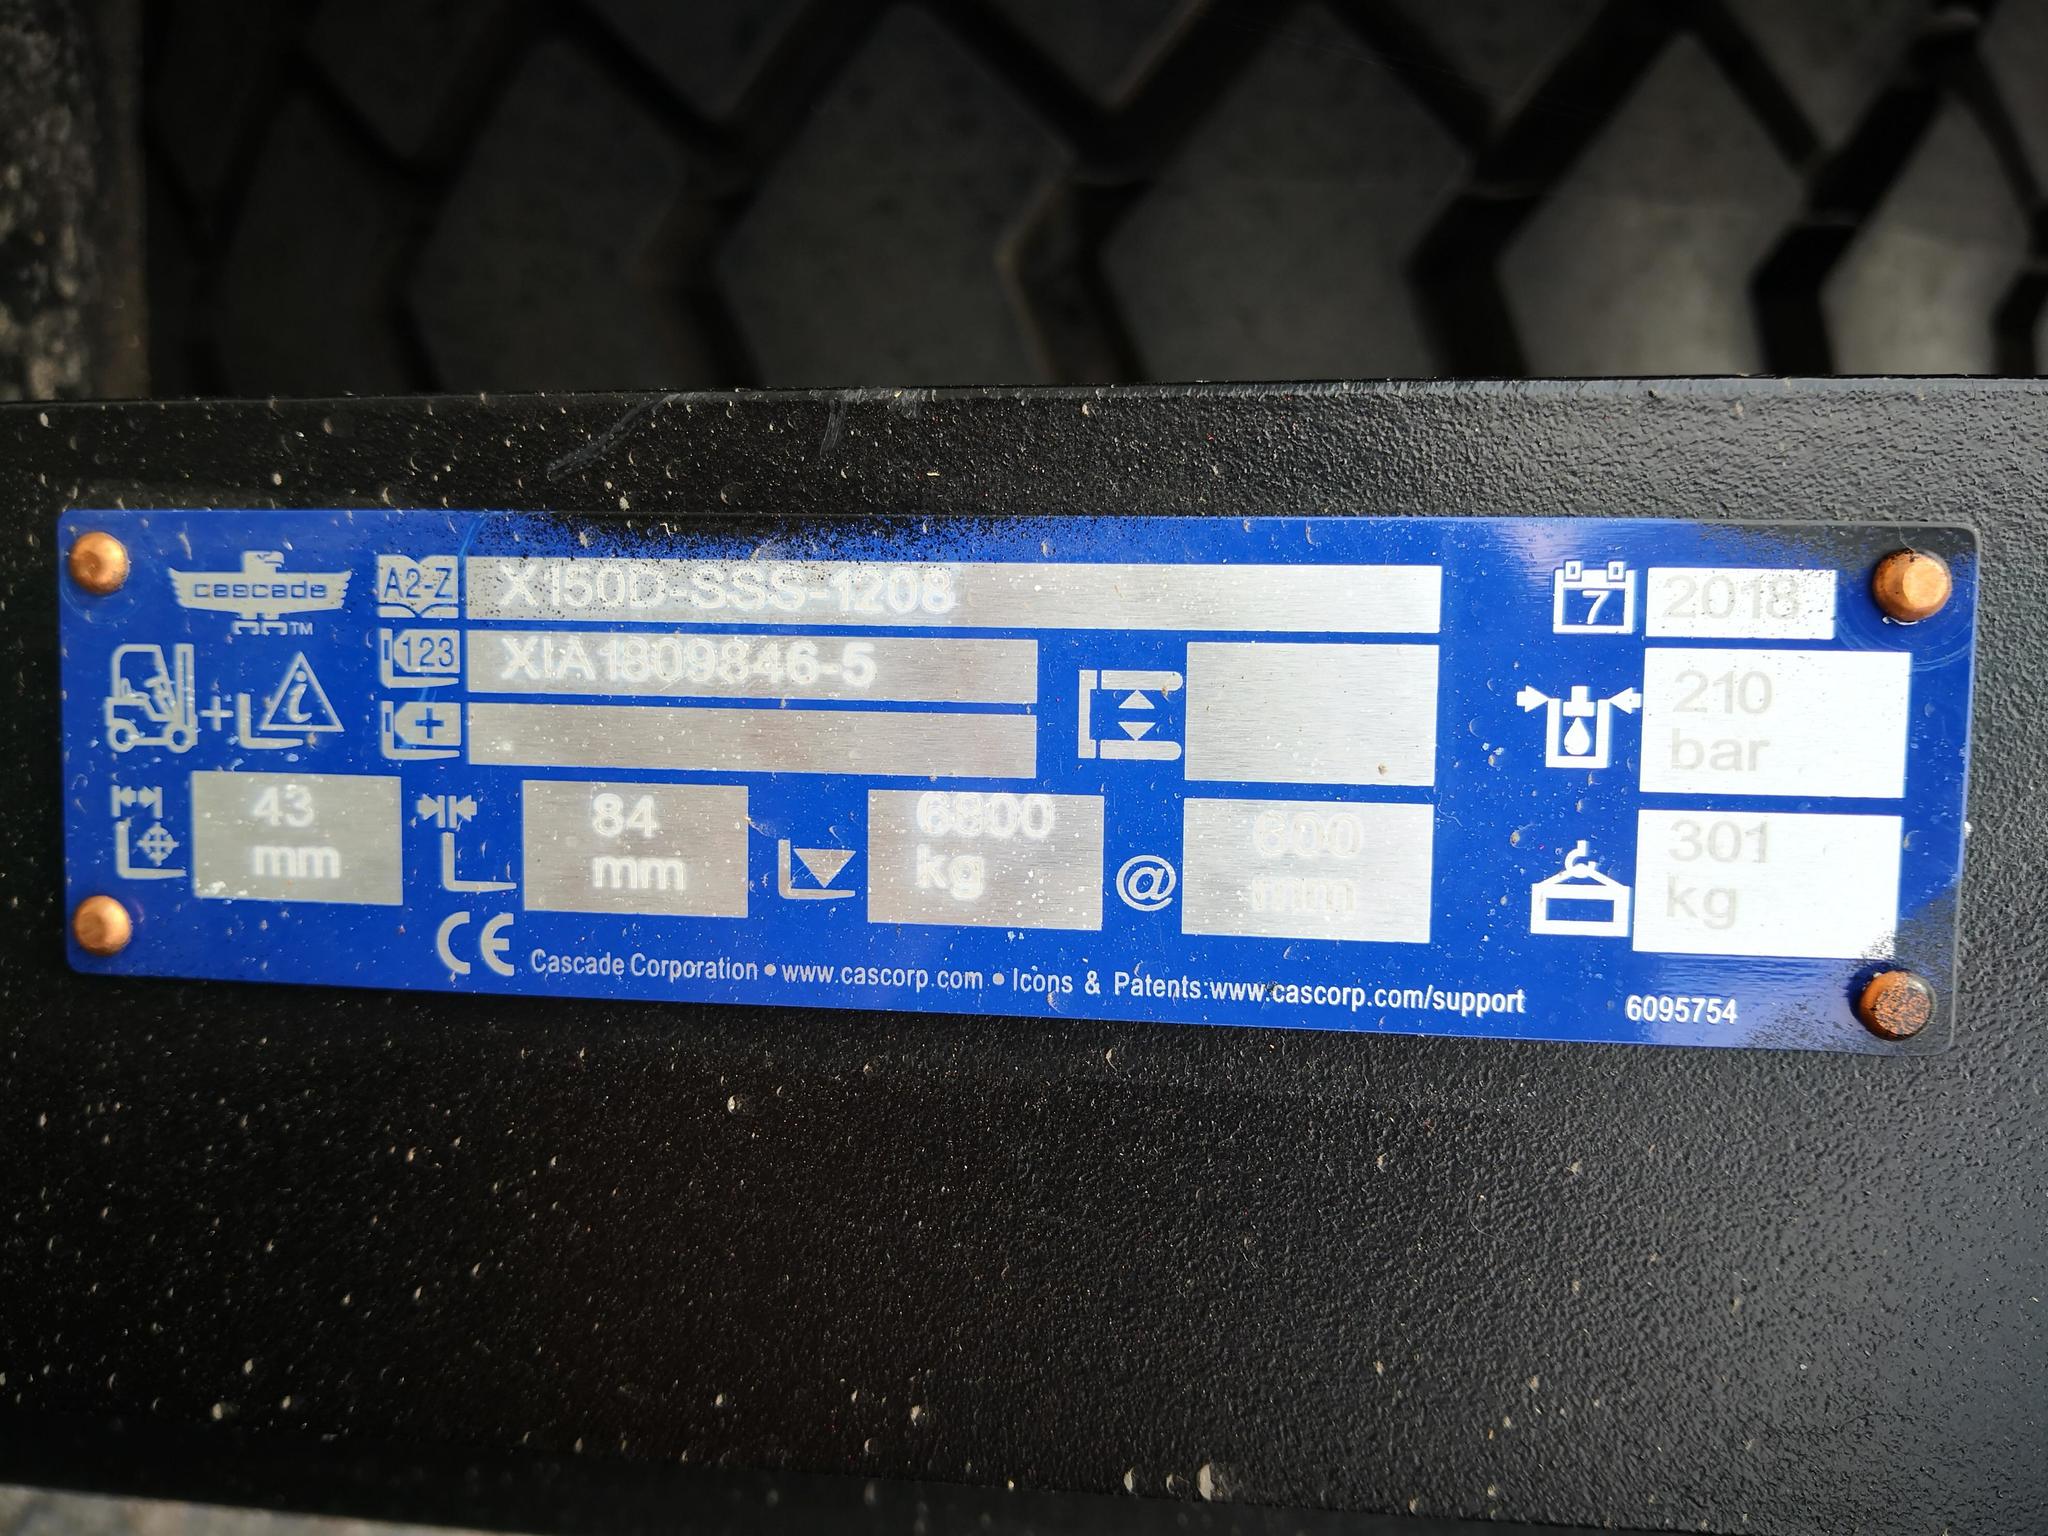 cascade
TM
A2-Z X150D-SSS-1208
7 2018
123 XIA1809846-5
210
bar
43
mm
84
mm
6800
kg
@
600
mm
301
kg
CE Cascade Corporation • www.cascorp.com • Icons & Patents:www.cascorp.com/support 6095754